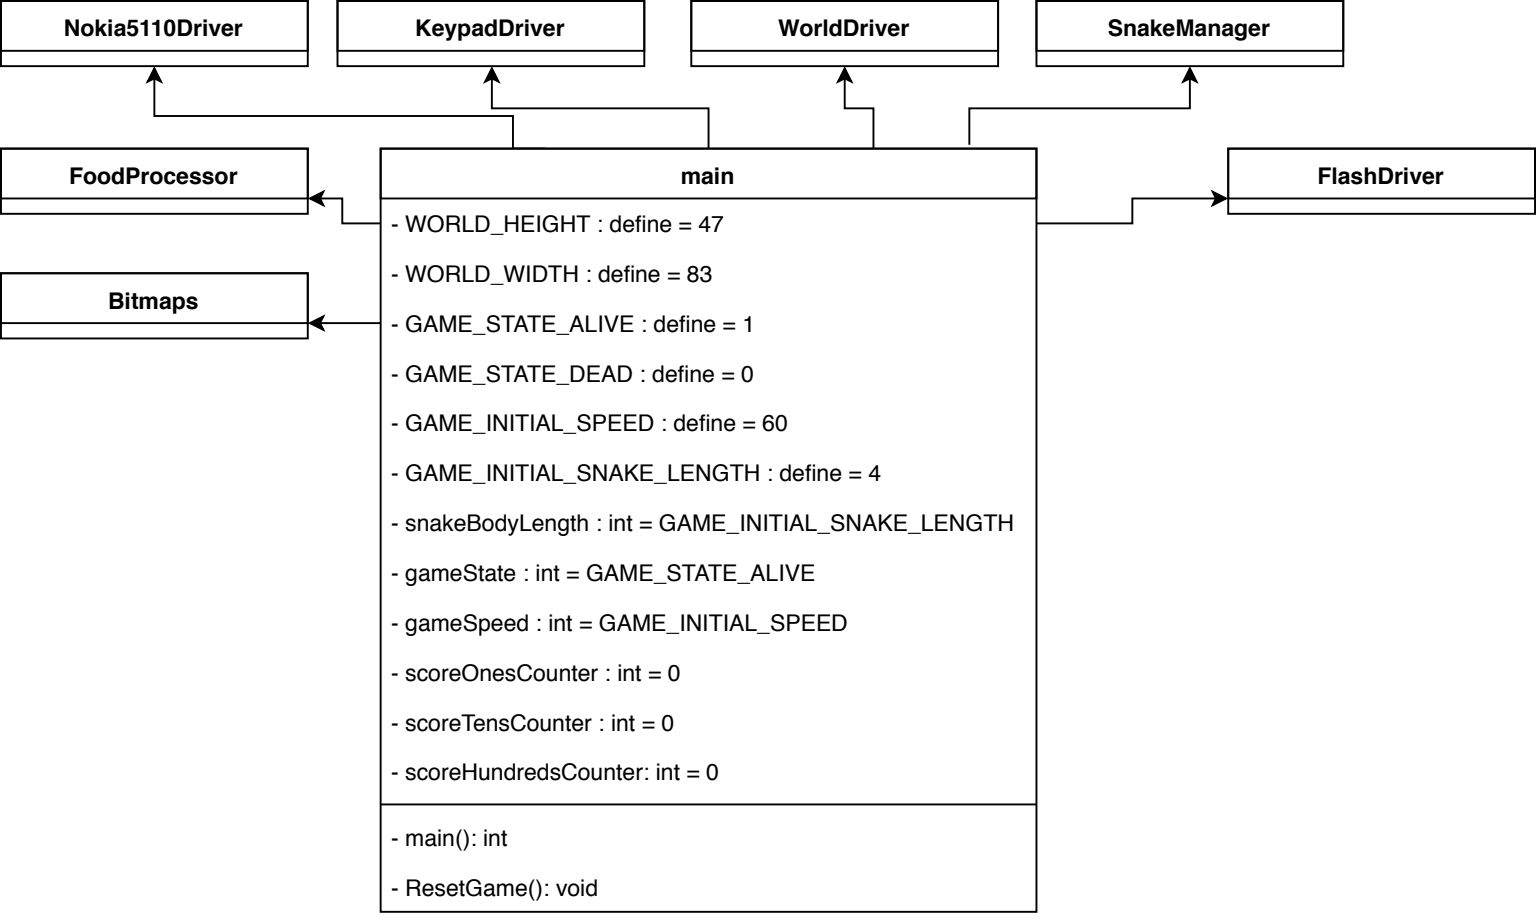 Nokia5110Driver
KeypadDriver
WorldDriver
SnakeManager
FoodProcessor
main
FlashDriver
Bitmaps
- WORLD_HEIGHT : define = 47
- WORLD_WIDTH : define = 83
- GAME_STATE_ALIVE : define = 1
- GAME_STATE_DEAD : define = 0
- GAME_INITIAL_SPEED : define = 60
- GAME_INITIAL_SNAKE_LENGTH : define = 4
- snakeBodyLength : int = GAME_INITIAL_SNAKE_LENGTH
- gameState : int = GAME_STATE_ALIVE
- gameSpeed : int = GAME_INITIAL_SPEED
- scoreOnesCounter : int = 0
- scoreTensCounter : int = 0
- scoreHundredsCounter: int = 0
- main(): int
- ResetGame(): void